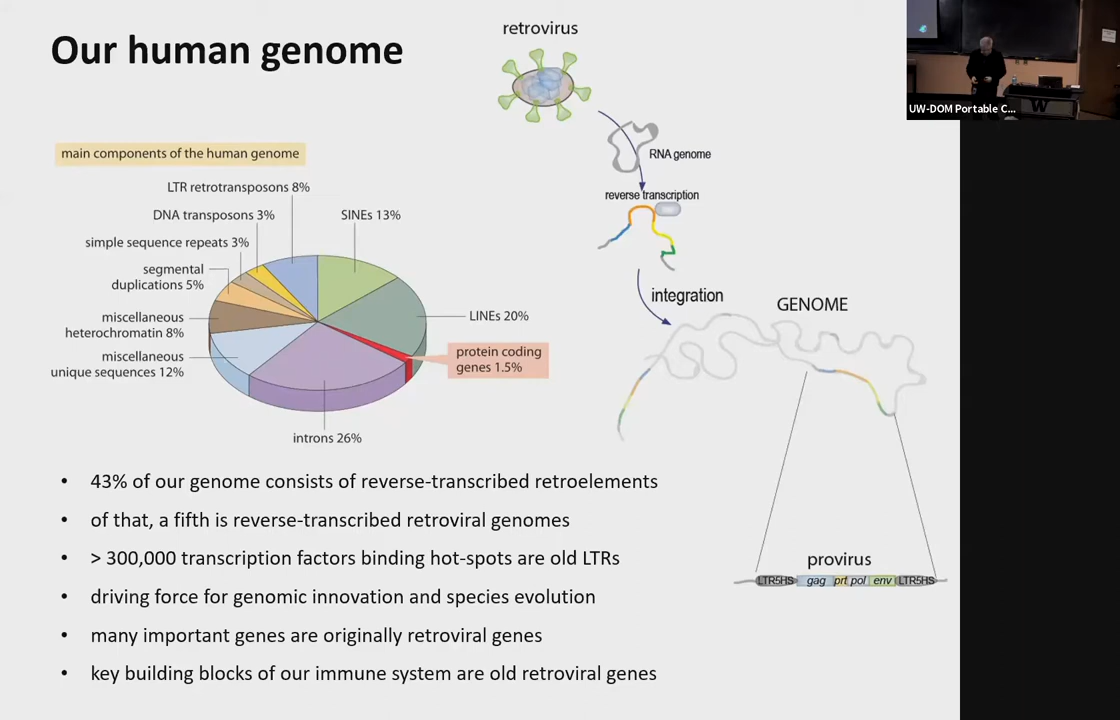 Our human genome
retrovirus
UW-DOM Portable C...
W
main components of the human genome
LTR retrotransposons 8%
DNA transposons 3%
SINEs 13%
simple sequence repeats 3%
segmental
duplications 5%
miscellaneous
heterochromatin 8%
miscellaneous
unique sequences 12%
LINEs 20%
protein coding
genes 1.5%
introns 26%
RNA genome
reverse transcription
integration
GENOME
provirus
LTR5HS gag prt pol env LTR5HS
• 43% of our genome consists of reverse-transcribed retroelements
• of that, a fifth is reverse-transcribed retroviral genomes
• > 300,000 transcription factors binding hot-spots are old LTRs
• driving force for genomic innovation and species evolution
• many important genes are originally retroviral genes
• key building blocks of our immune system are old retroviral genes